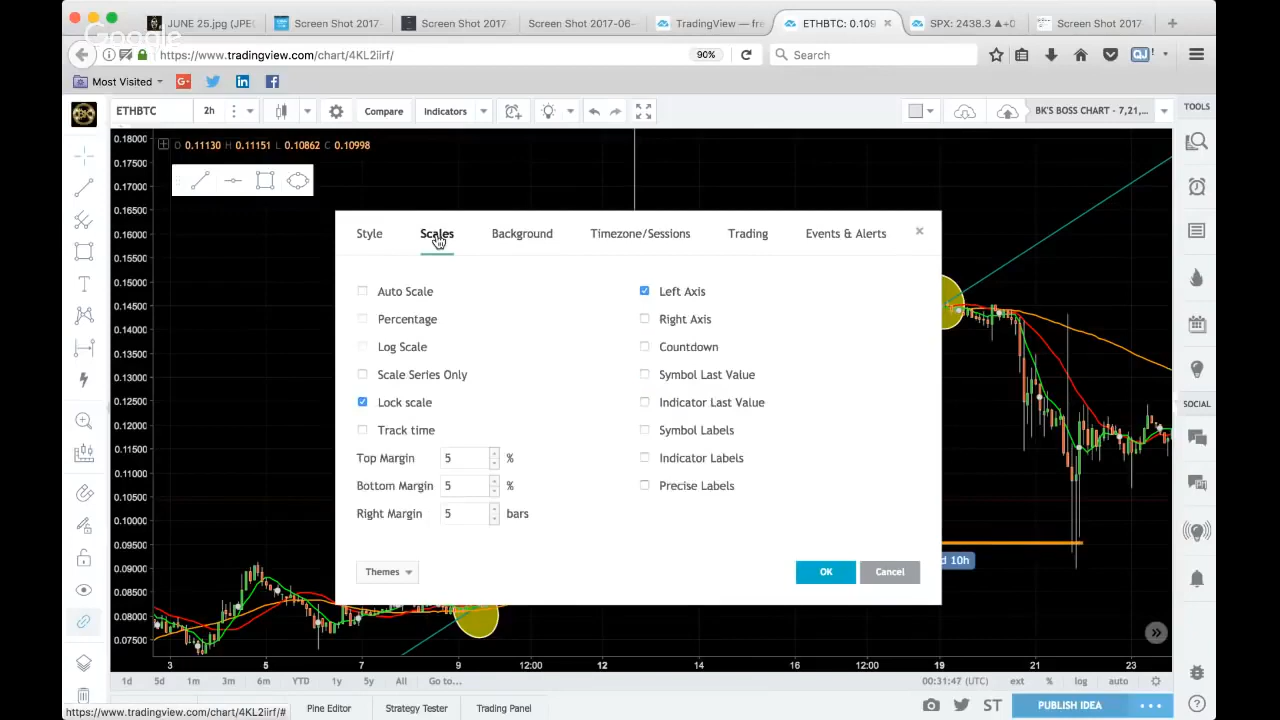 JUNE 25.jpg (JPE
Screen Shot 2017-
Screen Shot 2017
Screen Shot 2017-06-
TradingView — fre
ETHBTC: 0.109
SPX: 2438.3 ▲+0
Screen Shot 2017
Google
https://www.tradingview.com/chart/4KL2iirf/
90%
Search
QJ
Most Visited
G+
ETHBTC
2h
Compare
Indicators
BK'S BOSS CHART - 7,21,...
TOOLS
O 0.11130 H 0.11151 L 0.10862 C 0.10998
0.18000
0.17500
0.17000
0.16500
0.16000
0.15500
0.15000
0.14500
0.14000
0.13500
0.13000
0.12500
0.12000
0.11500
0.11000
0.10500
0.10000
0.09500
0.09000
0.08500
0.08000
0.07500
Style
Scales
Background
Timezone/Sessions
Trading
Events & Alerts
Auto Scale
Left Axis
Percentage
Right Axis
Log Scale
Countdown
Scale Series Only
Symbol Last Value
Lock scale
Indicator Last Value
Track time
Symbol Labels
Top Margin 5 %
Indicator Labels
Bottom Margin 5 %
Precise Labels
Right Margin 5 bars
Themes
OK
Cancel
d 10h
SOCIAL
3 5 7 9 12:00 12 14 16 12:00 19 21 23
1d 5d 1m 3m 6m YTD 1y 5y All Go to...
00:31:47 (UTC) ext % log auto
https://www.tradingview.com/chart/4KL2iirf/#
Pine Editor
Strategy Tester
Trading Panel
ST
PUBLISH IDEA